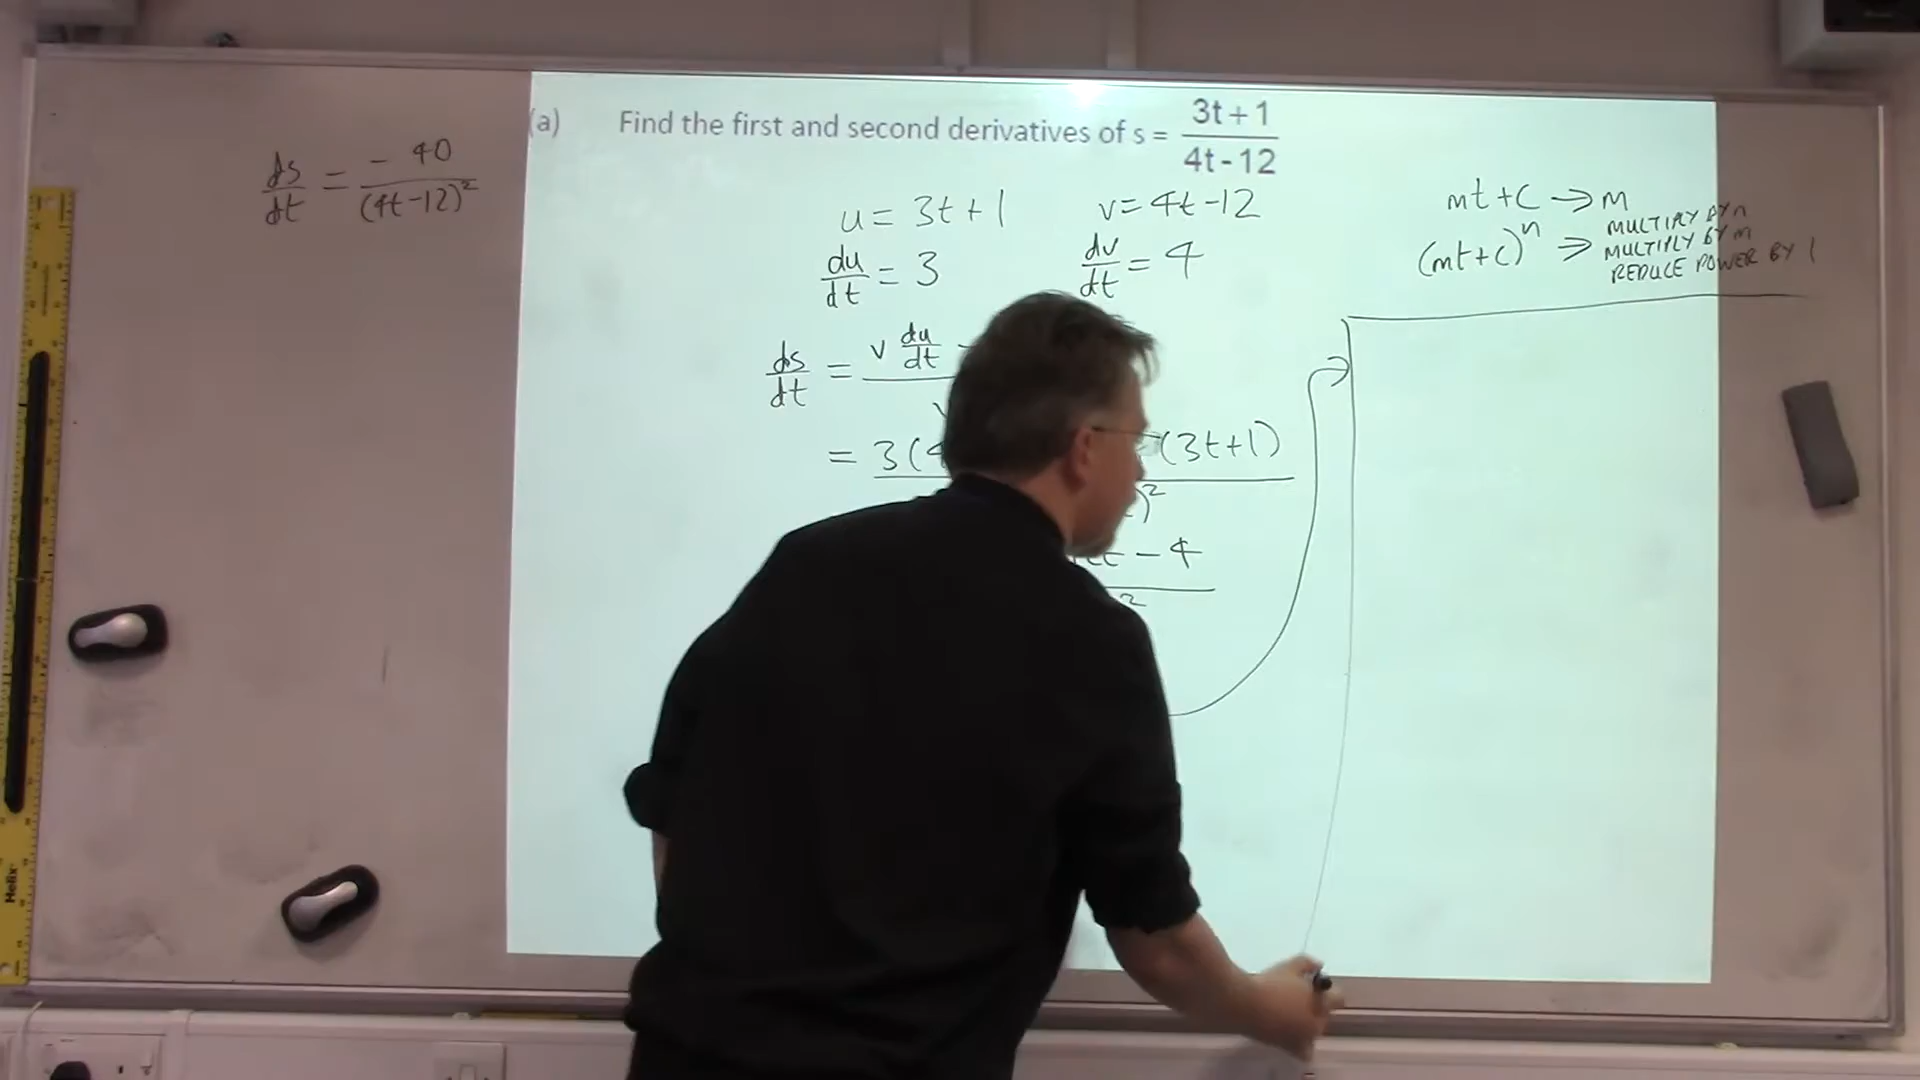 (a) Find the first and second derivatives of s = 3t + 1 / 4t - 12
ds/dt = - 40 / (4t - 12)²
u = 3t + 1
v = 4t - 12
du/dt = 3
dv/dt = 4
mt + c → m
(mt + c)ⁿ → MULTIPLY BY n
MULTIPLY BY m
REDUCE POWER BY 1
ds/dt = v du/dt -
= 3(4 (3t+1)
)²
t - 4
²
Helix